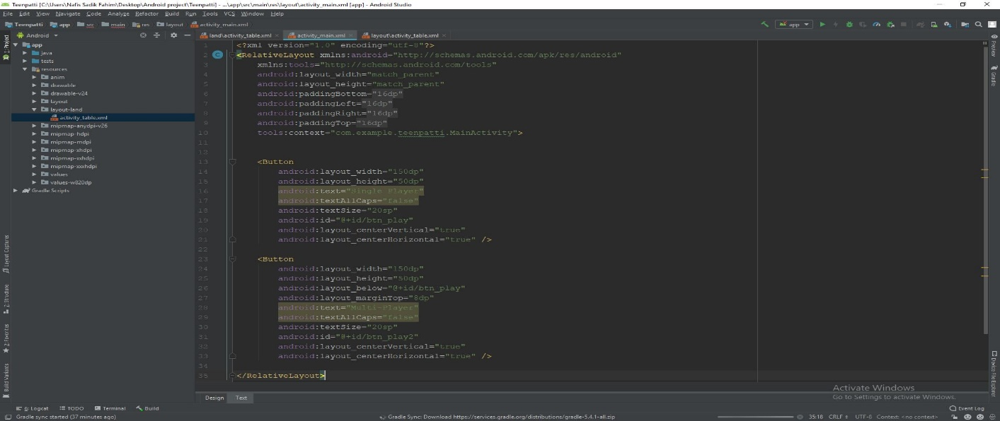 Teenpatti [C:\Users\Nafis Sadik Fahim\Desktop\Android project\Teenpatti] - ...\app\src\main\res\layout\activity_main.xml [app] - Android Studio
File Edit View Navigate Code Analyze Refactor Build Run Tools VCS Window Help
Teenpatti app src main res layout activity_main.xml
app
Android
land\activity_table.xml activity_main.xml layout\activity_table.xml
1: Project
app
java
tests
resources
anim
drawable
drawable-v24
layout
layout-land
activity_table.xml
mipmap-anydpi-v26
mipmap-hdpi
mipmap-mdpi
mipmap-xhdpi
mipmap-xxhdpi
mipmap-xxxhdpi
values
values-w820dp
Gradle Scripts
Layout Captures
Z: Structure
2: Favorites
Build Variants
1 <?xml version="1.0" encoding="utf-8"?>
2 <RelativeLayout xmlns:android="http://schemas.android.com/apk/res/android"
3 xmlns:tools="http://schemas.android.com/tools"
4 android:layout_width="match_parent"
5 android:layout_height="match_parent"
6 android:paddingBottom="16dp"
7 android:paddingLeft="16dp"
8 android:paddingRight="16dp"
9 android:paddingTop="16dp"
10 tools:context="com.example.teenpatti.MainActivity">
11
12
13 <Button
14 android:layout_width="150dp"
15 android:layout_height="50dp"
16 android:text="Single Player"
17 android:textAllCaps="false"
18 android:textSize="20sp"
19 android:id="@+id/btn_play"
20 android:layout_centerVertical="true"
21 android:layout_centerHorizontal="true" />
22
23 <Button
24 android:layout_width="150dp"
25 android:layout_height="50dp"
26 android:layout_below="@+id/btn_play"
27 android:layout_marginTop="8dp"
28 android:text="Multi-Player"
29 android:textAllCaps="false"
30 android:textSize="20sp"
31 android:id="@+id/btn_play2"
32 android:layout_centerVertical="true"
33 android:layout_centerHorizontal="true" />
34
35 </RelativeLayout>
Preview
Gradle
Device File Explorer
Design Text
Activate Windows
Go to Settings to activate Windows.
6: Logcat TODO Terminal Build Event Log
Gradle sync started (37 minutes ago) Gradle Sync: Download https://services.gradle.org/distributions/gradle-5.4.1-all.zip 35:18 CRLF UTF-8 Context: <no context>